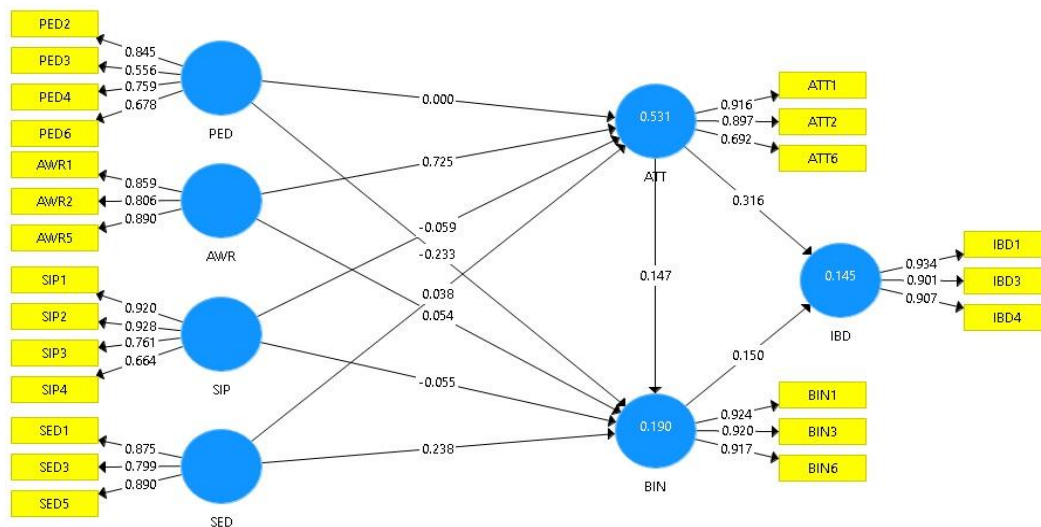 PED2
PED3
PED4
PED6
0.845
0.556
0.759
0.678
PED
AWR1
AWR2
AWR5
0.859
0.806
0.890
AWR
SIP1
SIP2
SIP3
SIP4
0.920
0.928
0.761
0.664
SIP
SED1
SED3
SED5
0.875
0.799
0.890
SED
0.000
0.725
-0.059
-0.233
0.038
0.054
-0.055
0.238
0.531
ATT
0.916
0.897
0.692
ATT1
ATT2
ATT6
0.147
0.316
0.150
0.145
IBD
0.934
0.901
0.907
IBD1
IBD3
IBD4
0.190
BIN
0.924
0.920
0.917
BIN1
BIN3
BIN6